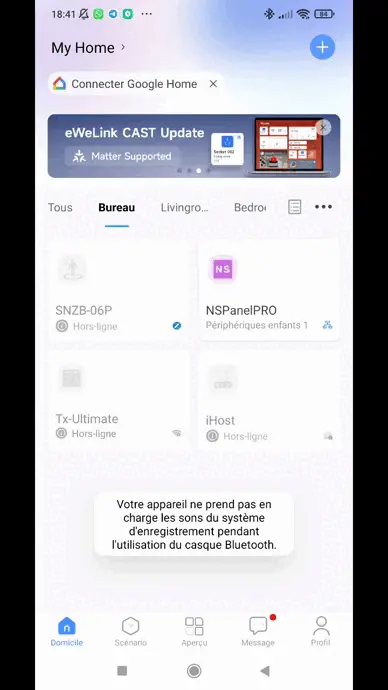 18:41
84
My Home
Connecter Google Home
eWeLink CAST Update
Matter Supported
Tous Bureau Livingro... Bedroo
NS
SNZB-06P
Hors-ligne
NSPanelPRO
Périphériques enfants 1
Tx-Ultimate
Hors-ligne
iHost
Hors-ligne
Votre appareil ne prend pas en
charge les sons du système
d'enregistrement pendant
l'utilisation du casque Bluetooth.
Domicile Scénario Aperçu Message Profil